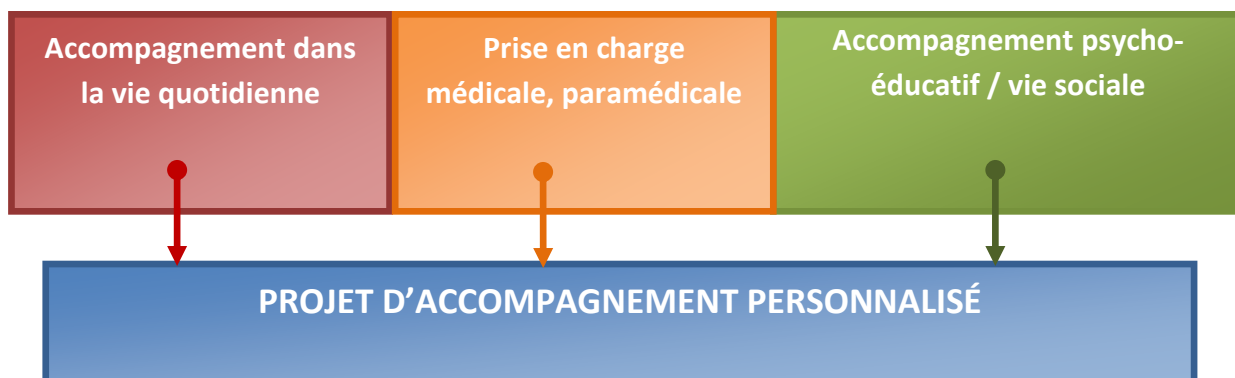 Accompagnement dans
la vie quotidienne
Prise en charge
médicale, paramédicale
Accompagnement psycho-
éducatif / vie sociale
PROJET D’ACCOMPAGNEMENT PERSONNALISÉ